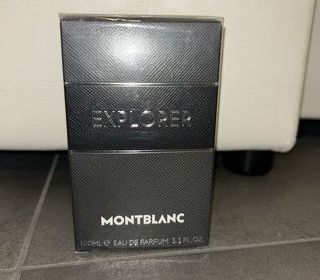 EXPLORER
MONTBLANC
100ML ℮ EAU DE PARFUM 3.3 FL.OZ.